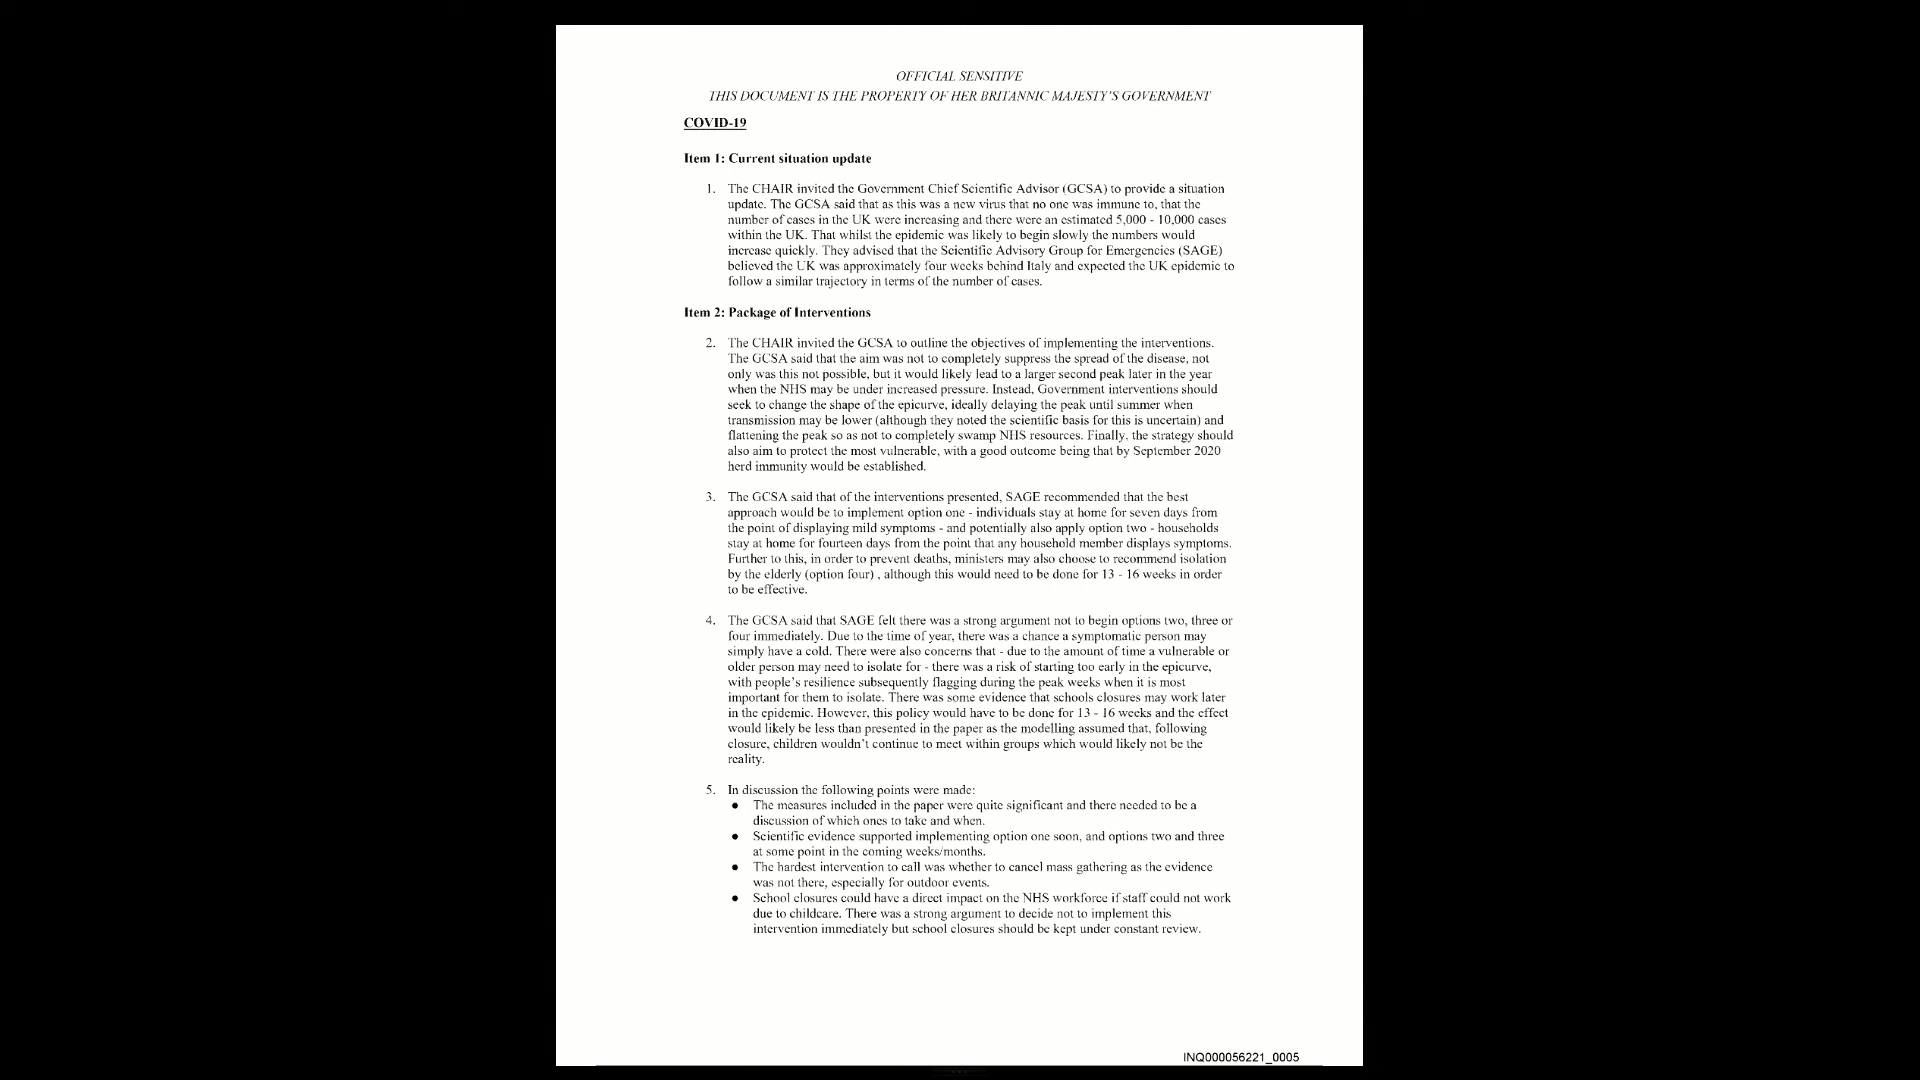 OFFICIAL SENSITIVE
THIS DOCUMENT IS THE PROPERTY OF HER BRITANNIC MAJESTY'S GOVERNMENT
COVID-19
Item 1: Current situation update
1. The CHAIR invited the Government Chief Scientific Advisor (GCSA) to provide a situation
update. The GCSA said that as this was a new virus that no one was immune to, that the
number of cases in the UK were increasing and there were an estimated 5,000 - 10,000 cases
within the UK. That whilst the epidemic was likely to begin slowly the numbers would
increase quickly. They advised that the Scientific Advisory Group for Emergencies (SAGE)
believed the UK was approximately four weeks behind Italy and expected the UK epidemic to
follow a similar trajectory in terms of the number of cases.
Item 2: Package of Interventions
2. The CHAIR invited the GCSA to outline the objectives of implementing the interventions.
The GCSA said that the aim was not to completely suppress the spread of the disease, not
only was this not possible, but it would likely lead to a larger second peak later in the year
when the NHS may be under increased pressure. Instead, Government interventions should
seek to change the shape of the epicurve, ideally delaying the peak until summer when
transmission may be lower (although they noted the scientific basis for this is uncertain) and
flattening the peak so as not to completely swamp NHS resources. Finally, the strategy should
also aim to protect the most vulnerable, with a good outcome being that by September 2020
herd immunity would be established.
3. The GCSA said that of the interventions presented, SAGE recommended that the best
approach would be to implement option one - individuals stay at home for seven days from
the point of displaying mild symptoms - and potentially also apply option two - households
stay at home for fourteen days from the point that any household member displays symptoms.
Further to this, in order to prevent deaths, ministers may also choose to recommend isolation
by the elderly (option four) , although this would need to be done for 13 - 16 weeks in order
to be effective.
4. The GCSA said that SAGE felt there was a strong argument not to begin options two, three or
four immediately. Due to the time of year, there was a chance a symptomatic person may
simply have a cold. There were also concerns that - due to the amount of time a vulnerable or
older person may need to isolate for - there was a risk of starting too early in the epicurve,
with people's resilience subsequently flagging during the peak weeks when it is most
important for them to isolate. There was some evidence that schools closures may work later
in the epidemic. However, this policy would have to be done for 13 - 16 weeks and the effect
would likely be less than presented in the paper as the modelling assumed that, following
closure, children wouldn't continue to meet within groups which would likely not be the
reality.
5. In discussion the following points were made:
● The measures included in the paper were quite significant and there needed to be a
discussion of which ones to take and when.
● Scientific evidence supported implementing option one soon, and options two and three
at some point in the coming weeks/months.
● The hardest intervention to call was whether to cancel mass gathering as the evidence
was not there, especially for outdoor events.
● School closures could have a direct impact on the NHS workforce if staff could not work
due to childcare. There was a strong argument to decide not to implement this
intervention immediately but school closures should be kept under constant review.
INQ000056221_0005